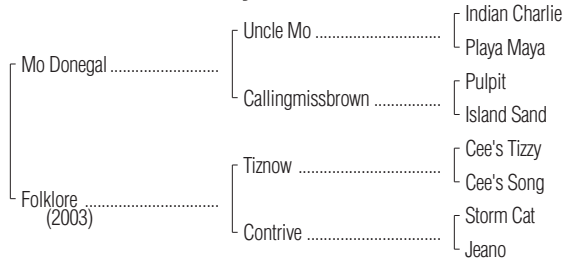 Indian Charlie
Uncle Mo ................................
Playa Maya
Mo Donegal ...........................
Pulpit
Callingmissbrown .................
Island Sand
Cee's Tizzy
Tiznow ...................................
Cee's Song
Folklore .................................
(2003)
Storm Cat
Contrive .................................
Jeano